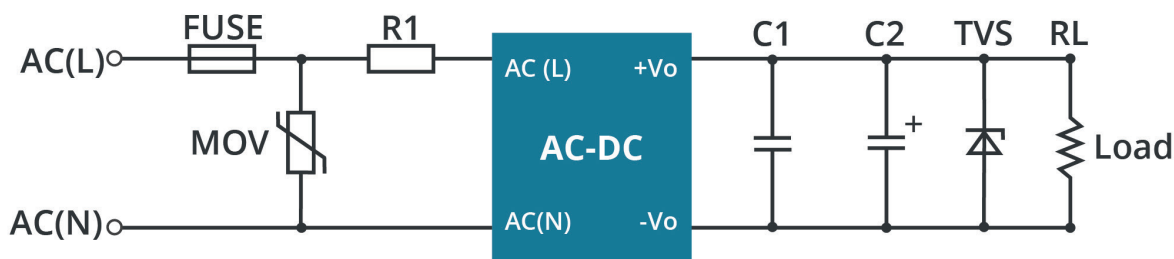 FUSE R1 C1 C2 TVS RL
AC(L) AC (L) +Vo
+
MOV AC-DC Load
AC(N) AC(N) -Vo